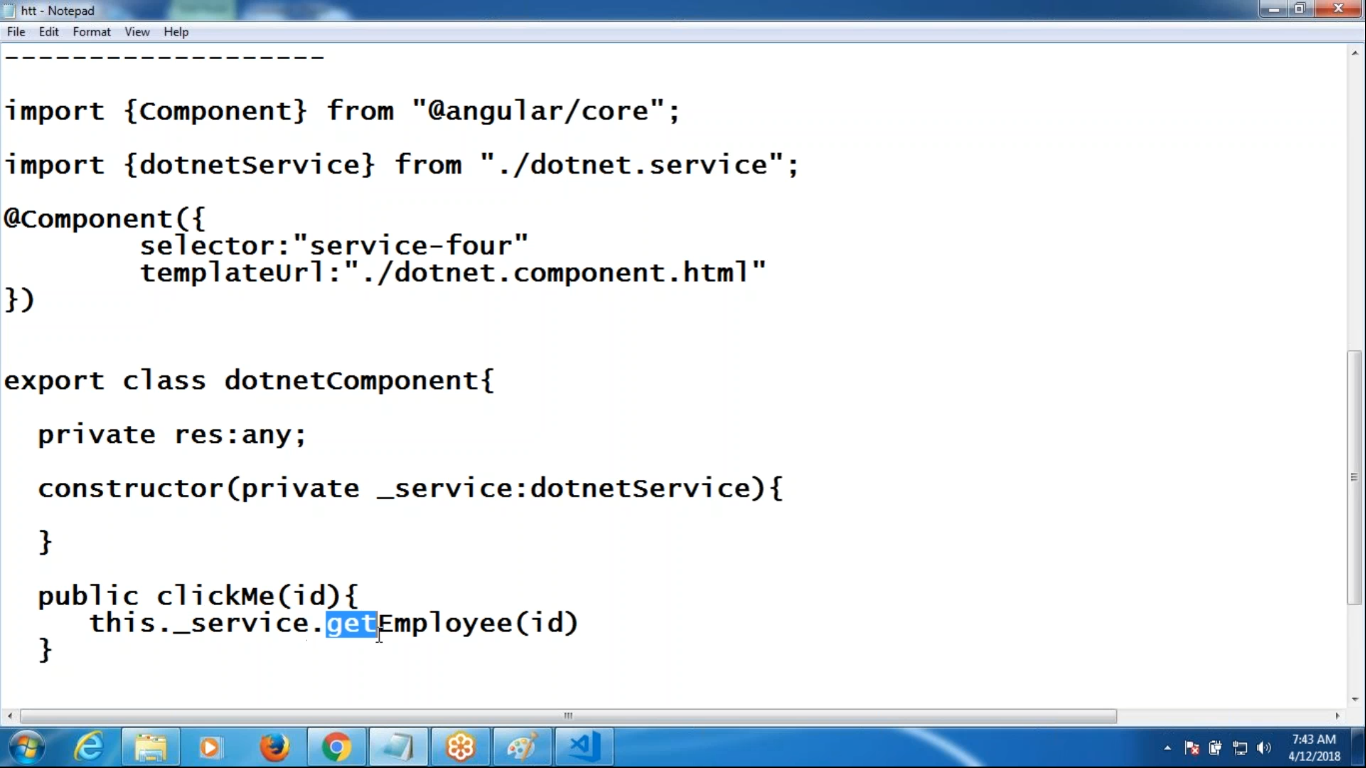 htt - Notepad
File Edit Format View Help
-------------------
import {Component} from "@angular/core";
import {dotnetService} from "./dotnet.service";
@Component({
selector:"service-four"
templateUrl:"./dotnet.component.html"
})
export class dotnetComponent{
private res:any;
constructor(private _service:dotnetService){
}
public clickMe(id){
this._service.getEmployee(id)
}
7:43 AM
4/12/2018